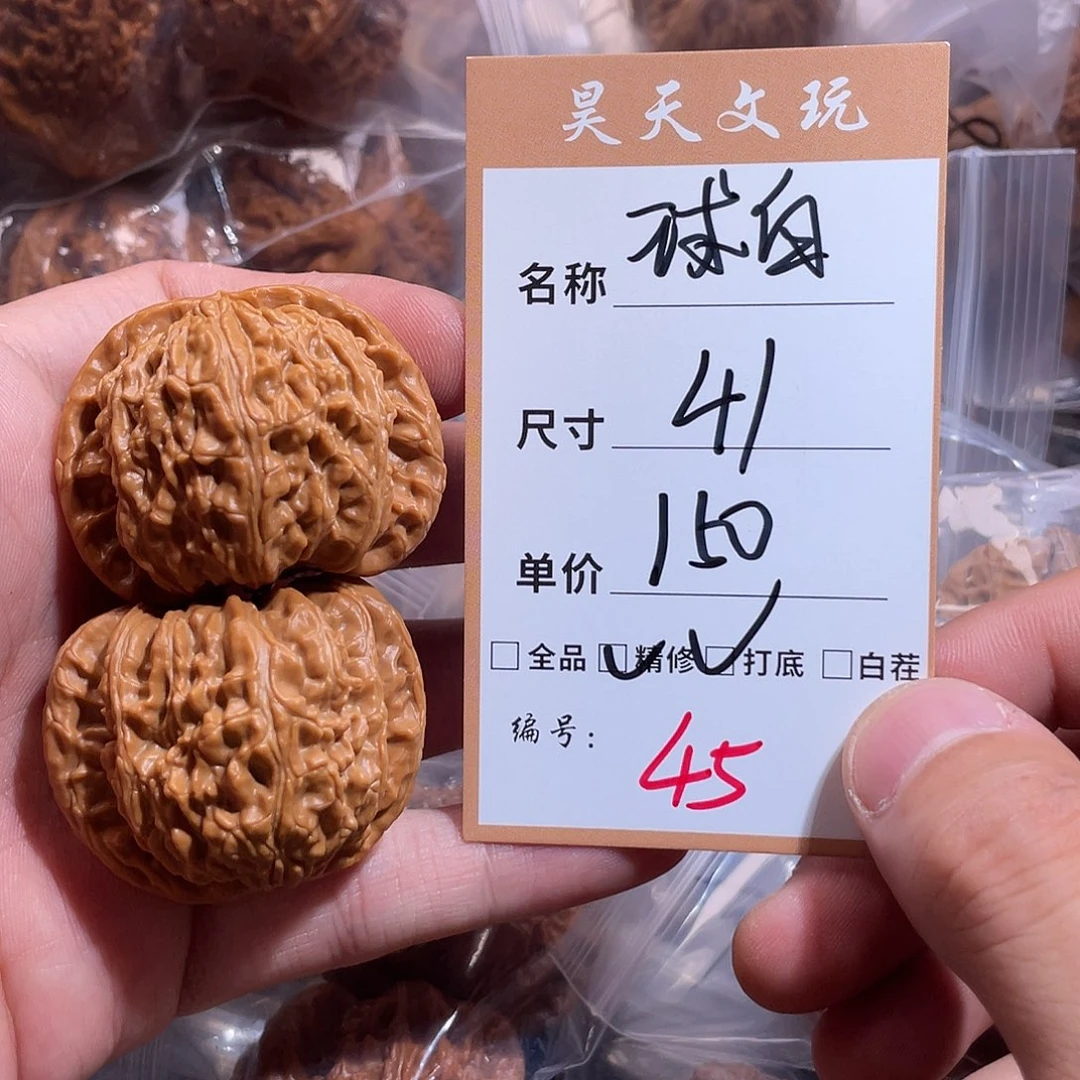 昊天文玩
名称 球白
尺寸 41
单价 150
□全品 □精修 □打底 □白茬
编号: 45